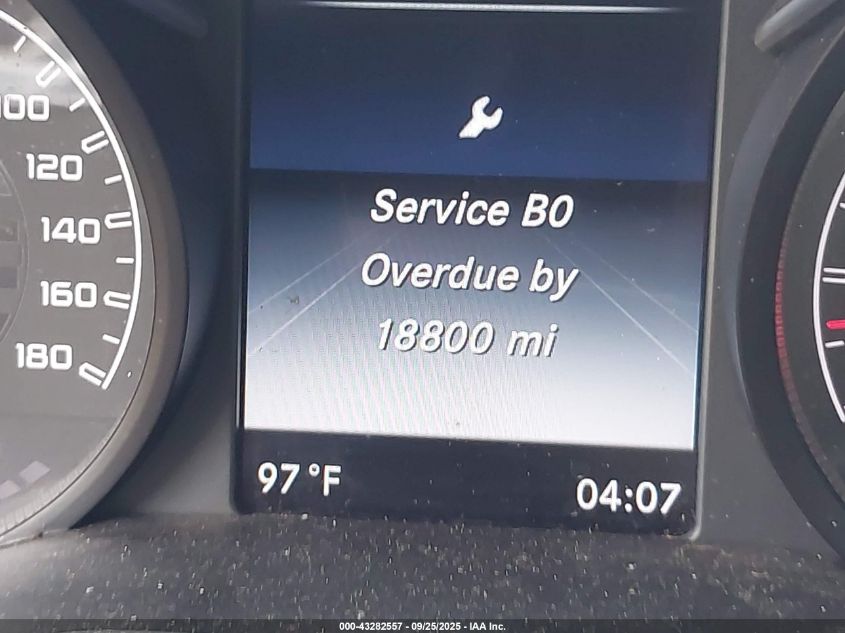 100
120
140
160
180
Service B0
Overdue by
18800 mi
97 °F
04:07
000-43282557 - 09/25/2025 - IAA Inc.